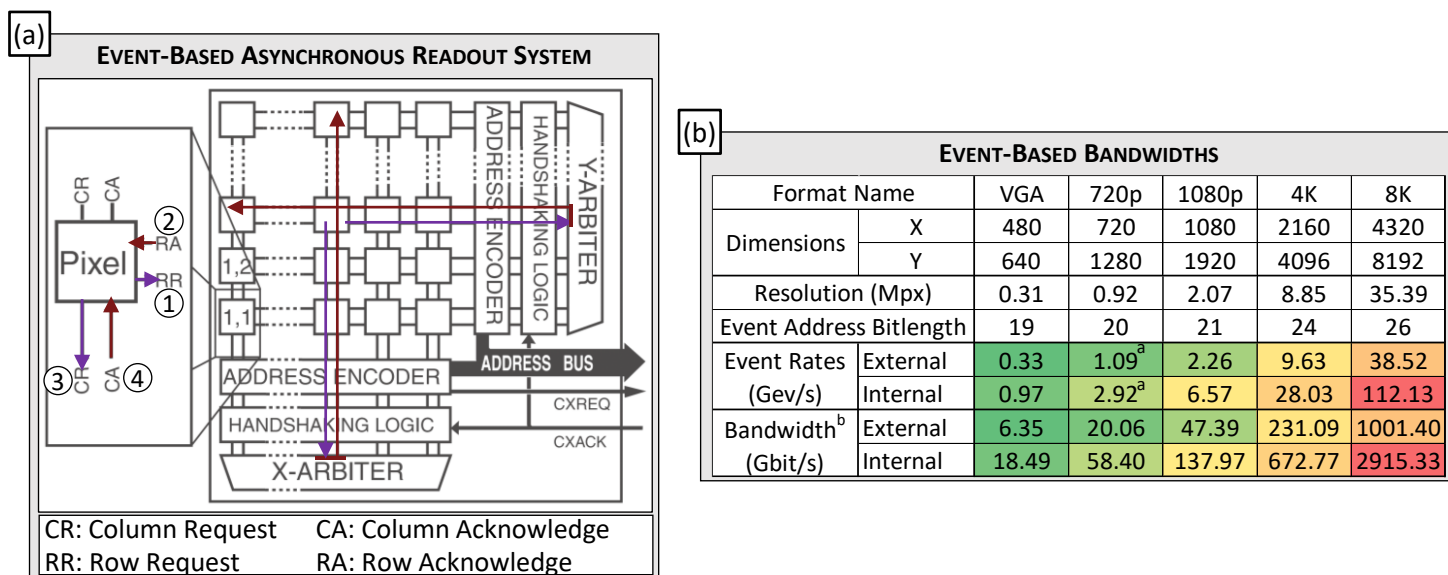 (a)
EVENT-BASED ASYNCHRONOUS READOUT SYSTEM
CR
CA
②
RA
Pixel
RR
①
③
CR
CA
④
1,2
1,1
ADDRESS ENCODER
HANDSHAKING LOGIC
Y-ARBITER
ADDRESS BUS
ADDRESS ENCODER
CXREQ
HANDSHAKING LOGIC
CXACK
X-ARBITER
CR: Column Request CA: Column Acknowledge
RR: Row Request RA: Row Acknowledge
(b)
EVENT-BASED BANDWIDTHS
Format Name VGA 720p 1080p 4K 8K
Dimensions X 480 720 1080 2160 4320
Y 640 1280 1920 4096 8192
Resolution (Mpx) 0.31 0.92 2.07 8.85 35.39
Event Address Bitlength 19 20 21 24 26
Event Rates External 0.33 1.09ᵃ 2.26 9.63 38.52
(Gev/s) Internal 0.97 2.92ᵃ 6.57 28.03 112.13
Bandwidthᵇ External 6.35 20.06 47.39 231.09 1001.40
(Gbit/s) Internal 18.49 58.40 137.97 672.77 2915.33